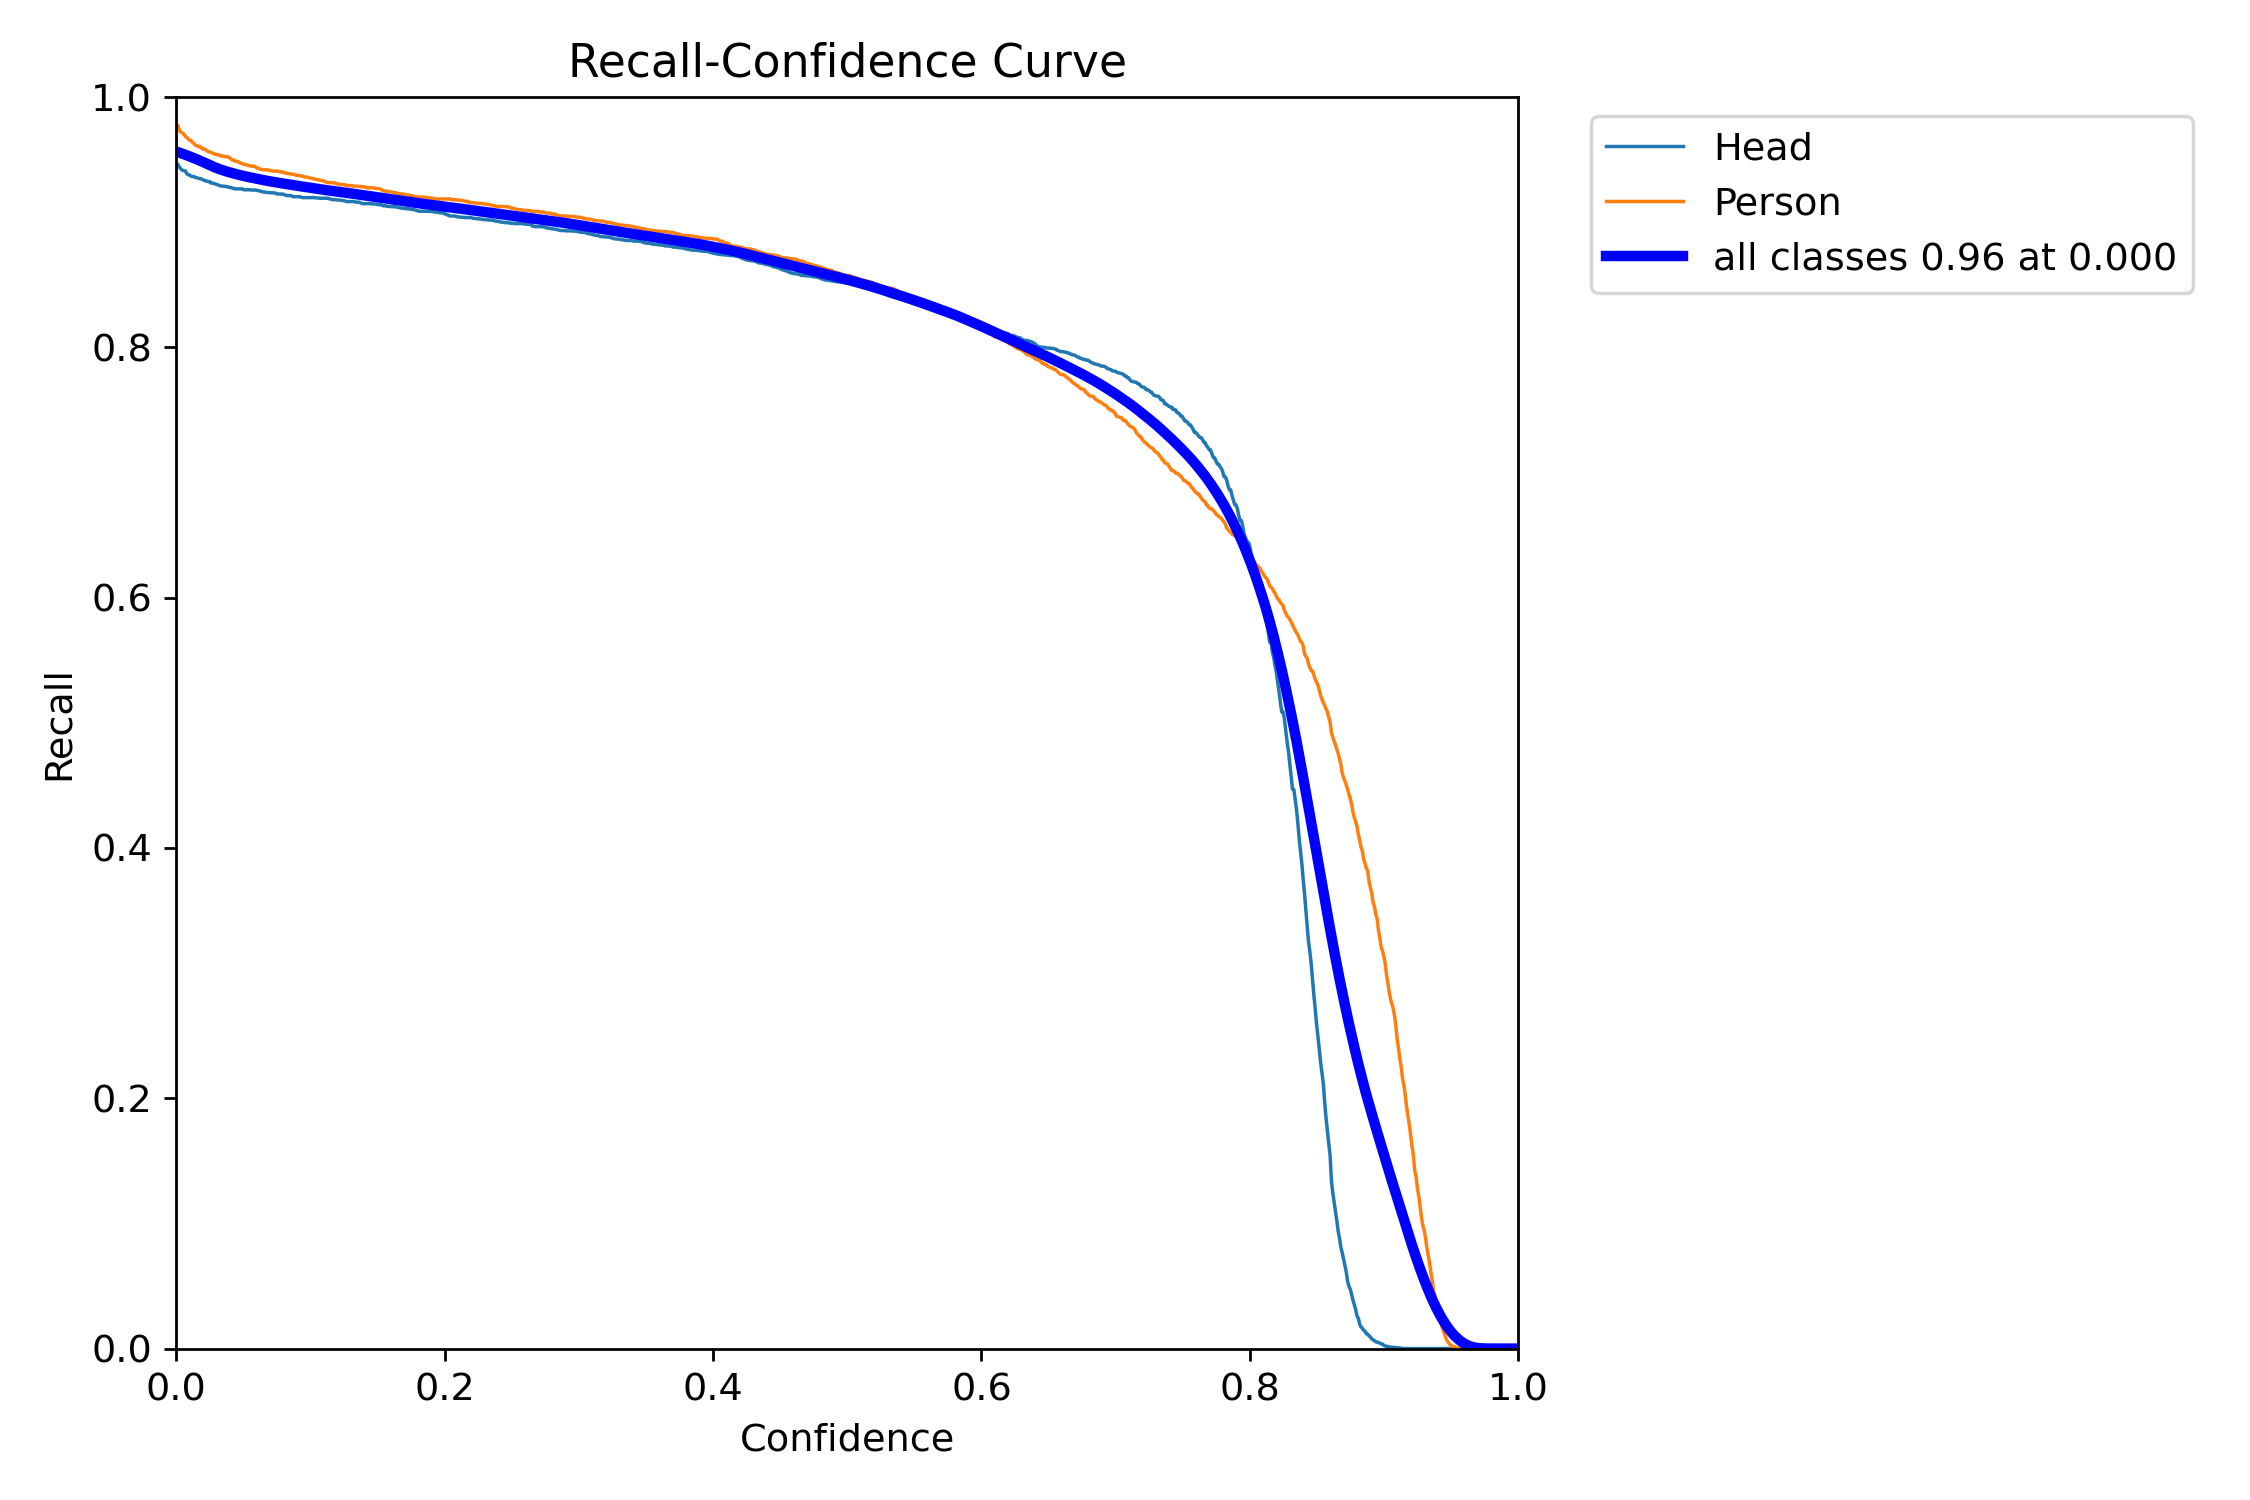 Recall-Confidence Curve
1.0
0.8
0.6
0.4
0.2
0.0
Recall
0.0 0.2 0.4 0.6 0.8 1.0
Confidence
Head
Person
all classes 0.96 at 0.000